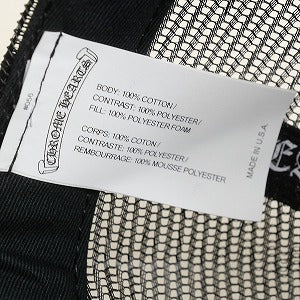 CHROME HEARTS
BODY: 100% COTTON/
CONTRAST: 100% POLYESTER/
FILL: 100% POLYESTER FOAM
CORPS: 100% COTON/
CONTRASTE: 100% POLYESTER/
REMBOURRAGE: 100% MOUSSE POLYESTER
MADE IN U.S.A.